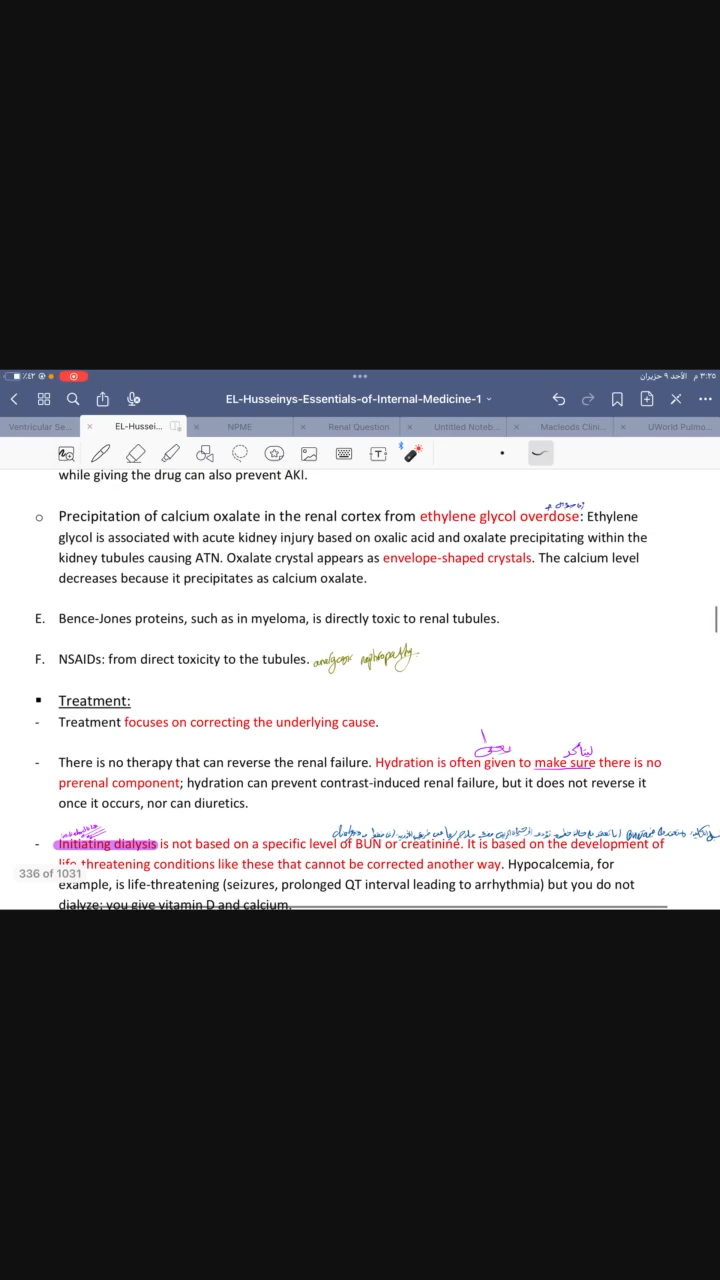 ٣:٢٥ م الأحد ٩ حزيران
٪٤٢
EL-Husseinys-Essentials-of-Internal-Medicine-1
Ventricular Se...
EL-Hussei...
NPME
Renal Question
Untitled Noteb...
Macleods Clini...
UWorld Pulmo...
while giving the drug can also prevent AKI.
o Precipitation of calcium oxalate in the renal cortex from ethylene glycol overdose: Ethylene
glycol is associated with acute kidney injury based on oxalic acid and oxalate precipitating within the
kidney tubules causing ATN. Oxalate crystal appears as envelope-shaped crystals. The calcium level
decreases because it precipitates as calcium oxalate.
E. Bence-Jones proteins, such as in myeloma, is directly toxic to renal tubules.
F. NSAIDs: from direct toxicity to the tubules. analgesic nephropathy
▪ Treatment:
- Treatment focuses on correcting the underlying cause.
ليتأكد
- There is no therapy that can reverse the renal failure. Hydration is often given to make sure there is no
prerenal component; hydration can prevent contrast-induced renal failure, but it does not reverse it
once it occurs, nor can diuretics.
- Initiating dialysis is not based on a specific level of BUN or creatinine. It is based on the development of
life-threatening conditions like these that cannot be corrected another way. Hypocalcemia, for
336 of 1031
example, is life-threatening (seizures, prolonged QT interval leading to arrhythmia) but you do not
dialyze; you give vitamin D and calcium.